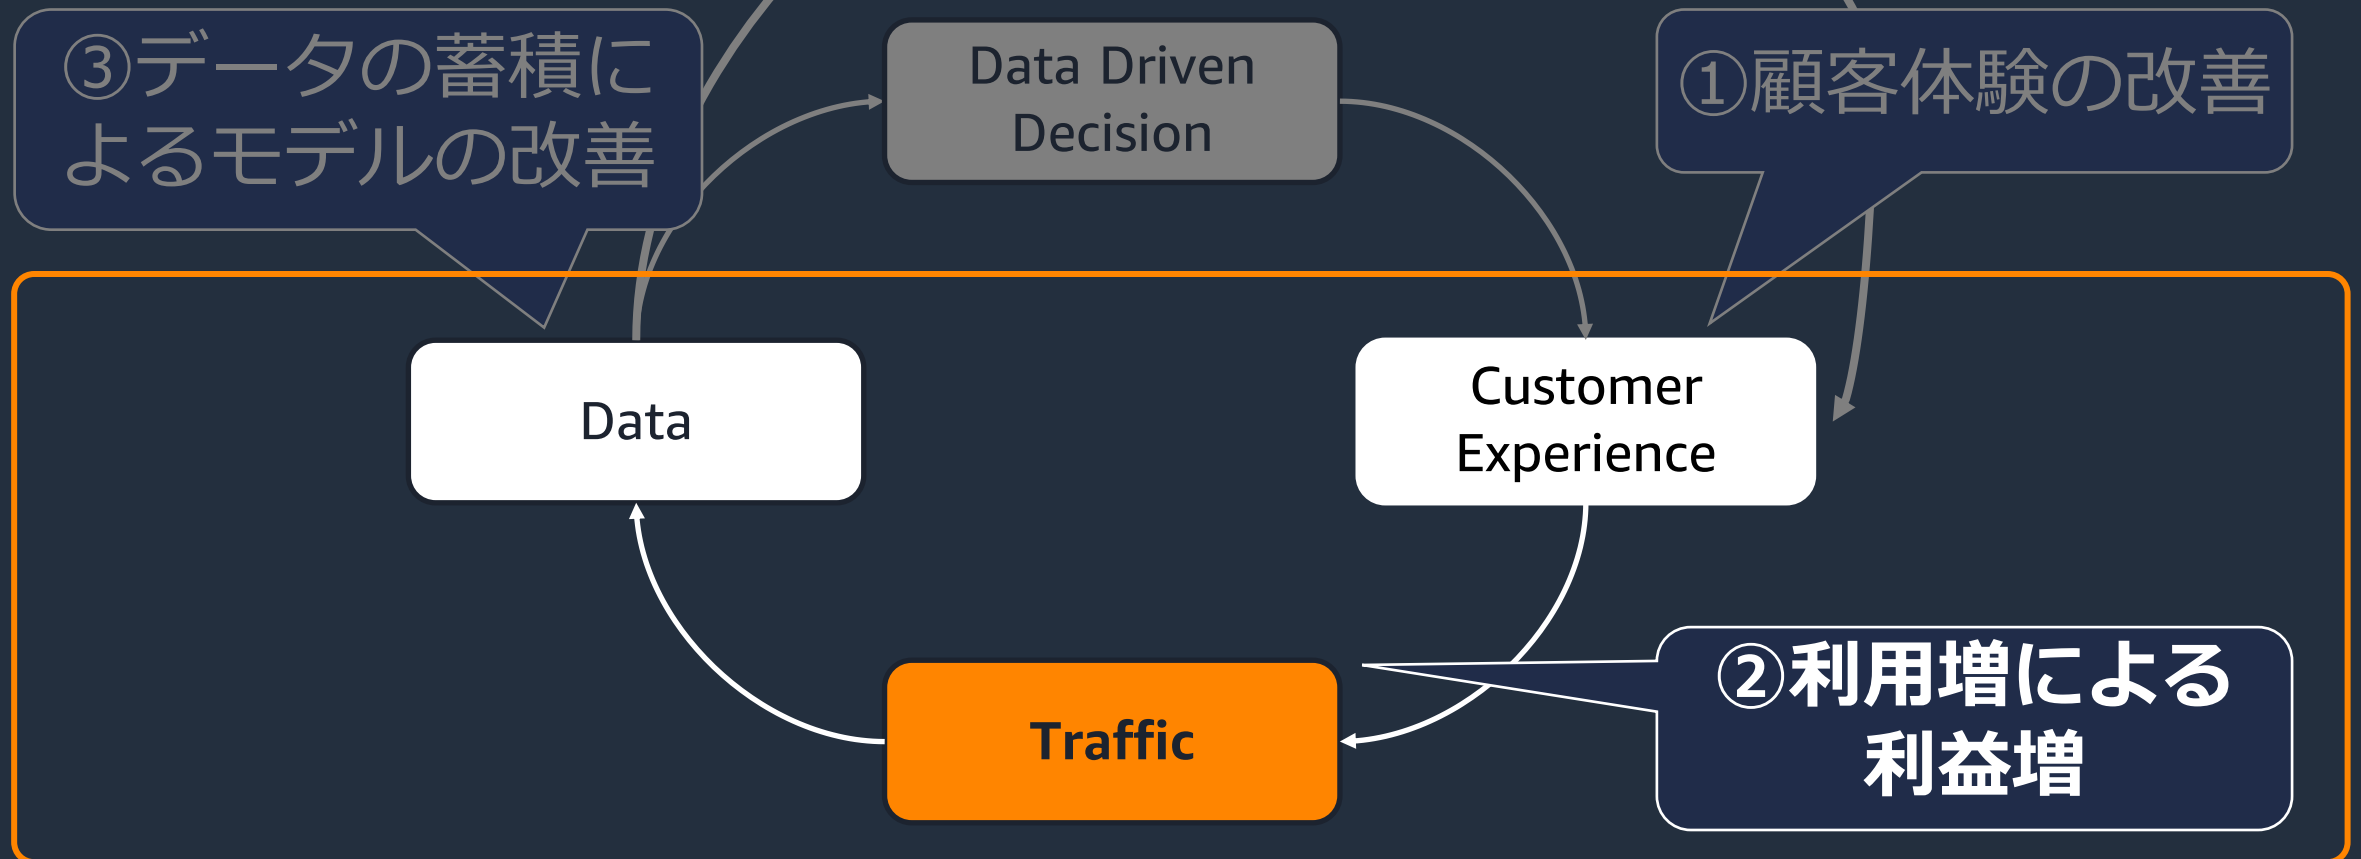 ③データの蓄積に
よるモデルの改善
Data Driven
Decision
①顧客体験の改善
Data
Customer
Experience
Traffic
②利用増による
利益増